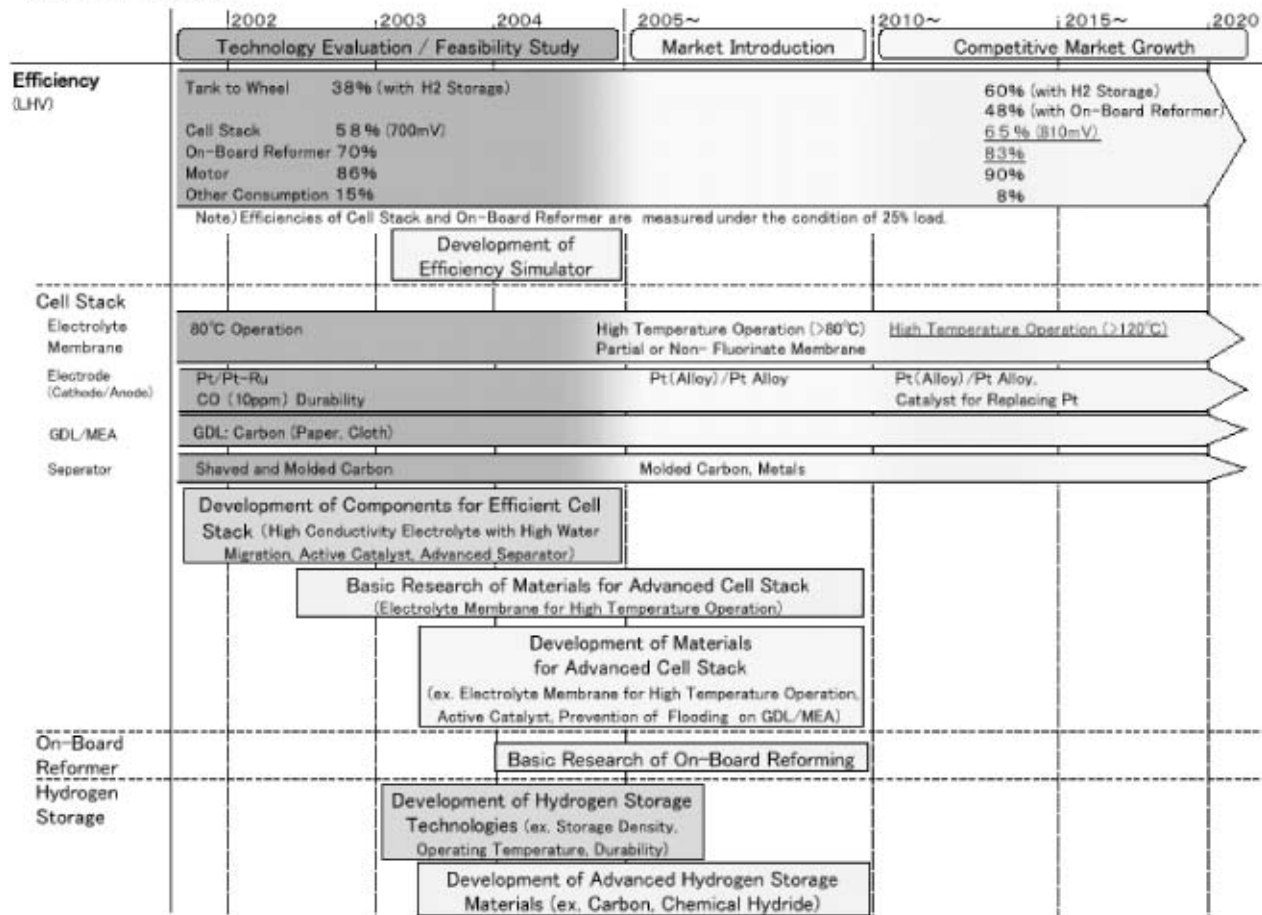 2002 2003 2004 2005~ 2010~ 2015~ 2020
Technology Evaluation / Feasibility Study Market Introduction Competitive Market Growth
Efficiency
(LHV)
Tank to Wheel 38% (with H2 Storage) 60% (with H2 Storage)
48% (with On-Board Reformer)
Cell Stack 58% (700mV) 65% (810mV)
On-Board Reformer 70% 83%
Motor 86% 90%
Other Consumption 15% 8%
Note) Efficiencies of Cell Stack and On-Board Reformer are measured under the condition of 25% load.
Development of
Efficiency Simulator
Cell Stack
Electrolyte
Membrane
80℃ Operation High Temperature Operation (>80℃) High Temperature Operation (>120℃)
Partial or Non- Fluorinate Membrane
Electrode
(Cathode/Anode)
Pt/Pt-Ru Pt(Alloy)/Pt Alloy Pt(Alloy)/Pt Alloy,
CO (10ppm) Durability Catalyst for Replacing Pt
GDL/MEA GDL: Carbon (Paper, Cloth)
Separator Shaved and Molded Carbon Molded Carbon, Metals
Development of Components for Efficient Cell
Stack (High Conductivity Electrolyte with High Water
Migration, Active Catalyst, Advanced Separator)
Basic Research of Materials for Advanced Cell Stack
(Electrolyte Membrane for High Temperature Operation)
Development of Materials
for Advanced Cell Stack
(ex. Electrolyte Membrane for High Temperature Operation,
Active Catalyst, Prevention of Flooding on GDL/MEA)
On-Board
Reformer
Basic Research of On-Board Reforming
Hydrogen
Storage
Development of Hydrogen Storage
Technologies (ex. Storage Density,
Operating Temperature, Durability)
Development of Advanced Hydrogen Storage
Materials (ex. Carbon, Chemical Hydride)